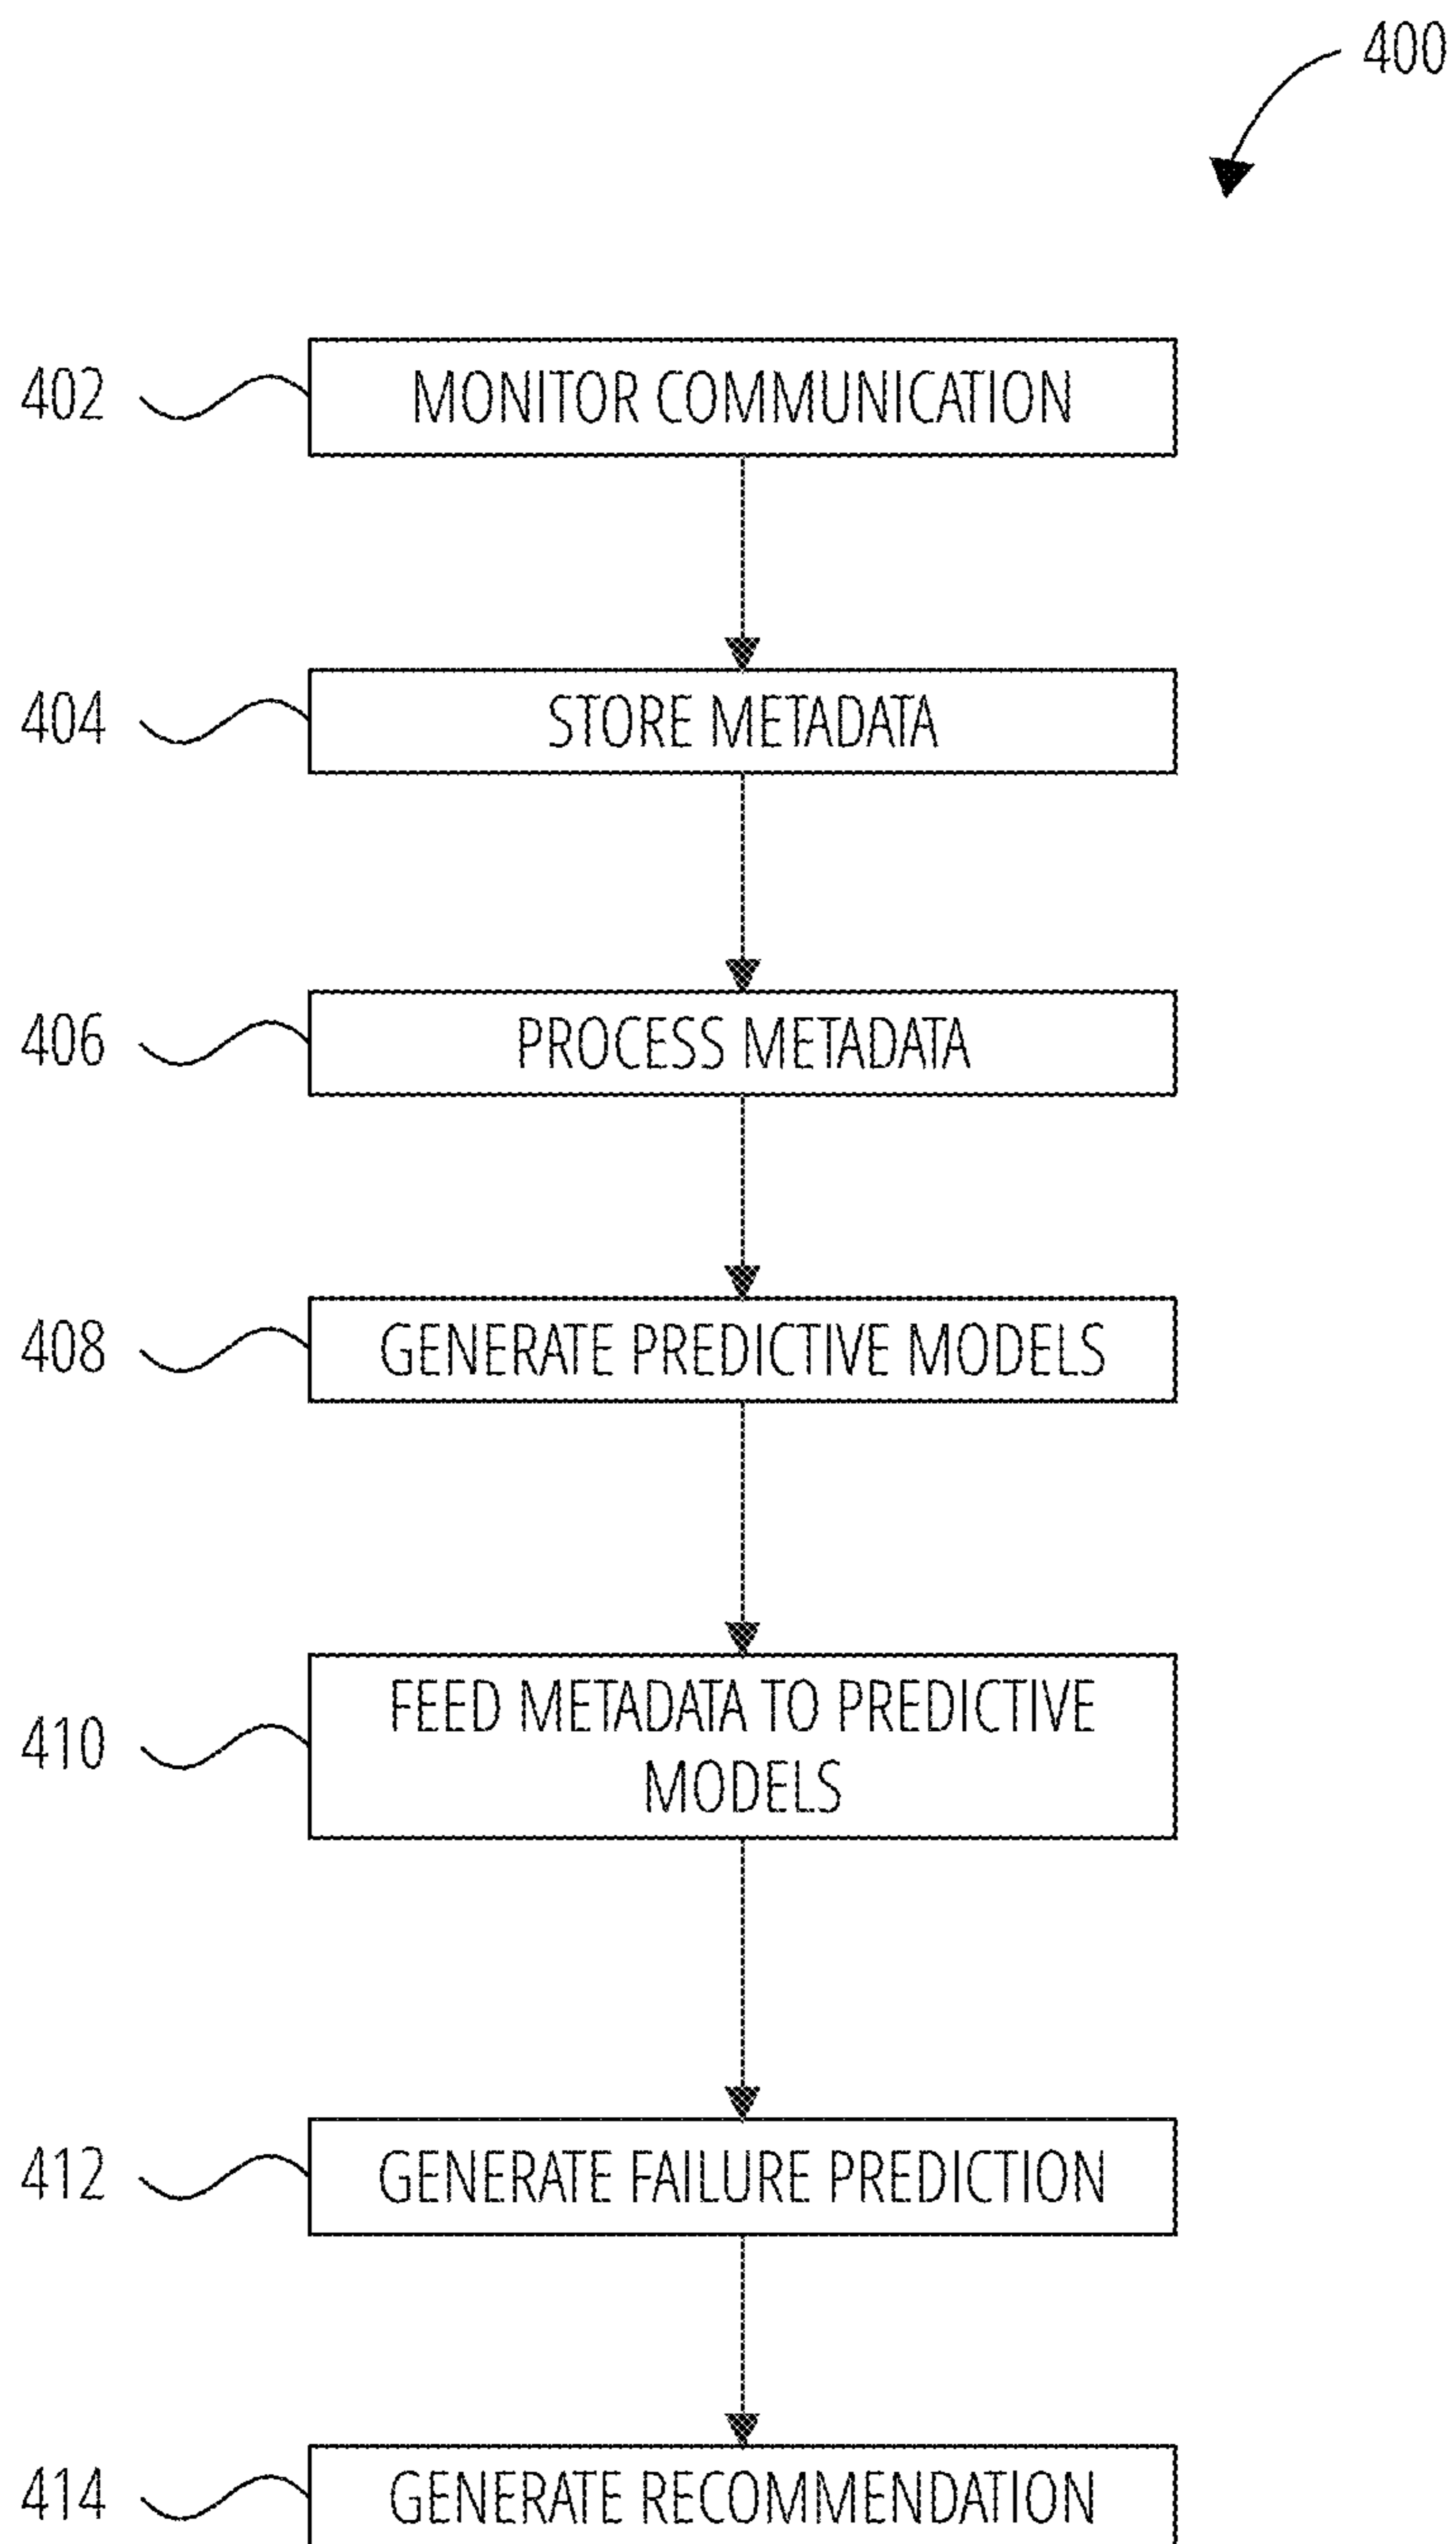 400
402 MONITOR COMMUNICATION
404 STORE METADATA
406 PROCESS METADATA
408 GENERATE PREDICTIVE MODELS
FEED METADATA TO PREDICTIVE
410
MODELS
412 GENERATE FAILURE PREDICTION
414 GENERATE RECOMMENDATION